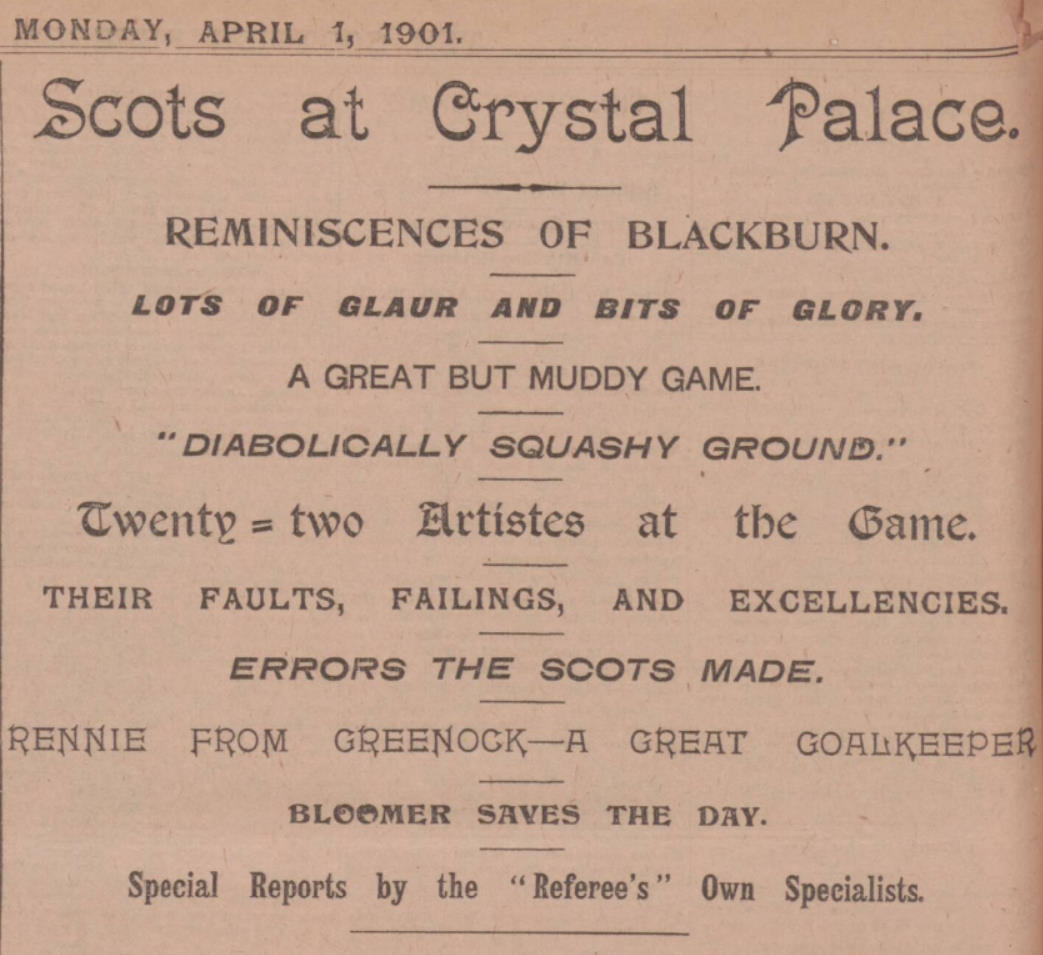 MONDAY, APRIL 1, 1901.
Scots at Crystal Palace.
REMINISCENCES OF BLACKBURN.
LOTS OF GLAUR AND BITS OF GLORY.
A GREAT BUT MUDDY GAME.
"DIABOLICALLY SQUASHY GROUND."
Twenty=two Artistes at the Game.
THEIR FAULTS, FAILINGS, AND EXCELLENCIES.
ERRORS THE SCOTS MADE.
RENNIE FROM GREENOCK—A GREAT GOALKEEPER
BLOOMER SAVES THE DAY.
Special Reports by the "Referee's" Own Specialists.